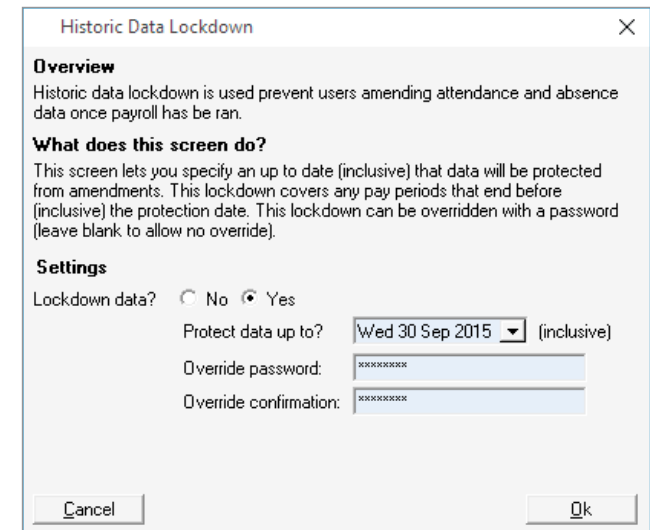 Historic Data Lockdown
Overview
Historic data lockdown is used prevent users amending attendance and absence
data once payroll has be ran.
What does this screen do?
This screen lets you specify an up to date (inclusive) that data will be protected
from amendments. This lockdown covers any pay periods that end before
(inclusive) the protection date. This lockdown can be overridden with a password
(leave blank to allow no override).
Settings
Lockdown data? No Yes
Protect data up to? Wed 30 Sep 2015 (inclusive)
Override password: ********
Override confirmation: ********
Cancel Ok